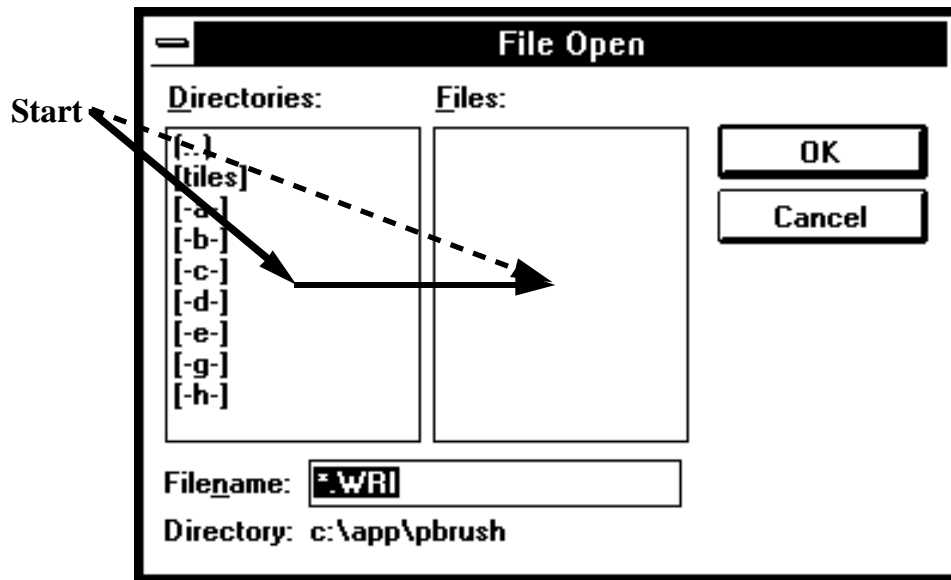 File Open
Directories: Files:
Start
[..]
[tiles]
[-a-]
[-b-]
[-c-]
[-d-]
[-e-]
[-g-]
[-h-]
OK
Cancel
Filename: *.WRI
Directory: c:\app\pbrush